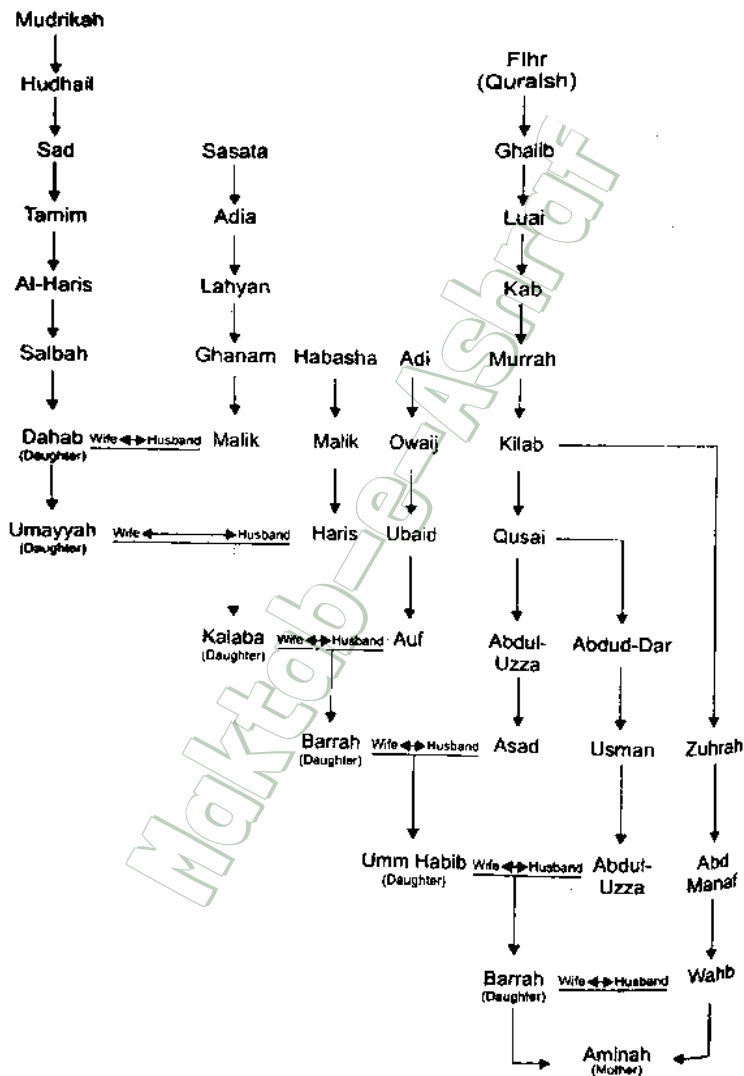 Mudrikah
Hudhail
Fihr
(Quraish)
Sad
Sasata
Ghalib
Tamim
Adia
Luai
Al-Haris
Lahyan
Kab
Salbah
Ghanam
Habasha
Adi
Murrah
Dahab
(Daughter)
Wife
Husband
Malik
Malik
Owaij
Kilab
Umayyah
(Daughter)
Wife
Husband
Haris
Ubaid
Qusai
Kalaba
(Daughter)
Wife
Husband
Auf
Abdul-
Uzza
Abdud-Dar
Barrah
(Daughter)
Wife
Husband
Asad
Usman
Zuhrah
Umm Habib
(Daughter)
Wife
Husband
Abdul-
Uzza
Abd
Manaf
Barrah
(Daughter)
Wife
Husband
Wahb
Aminah
(Mother)
Maktab-e-Ashraf